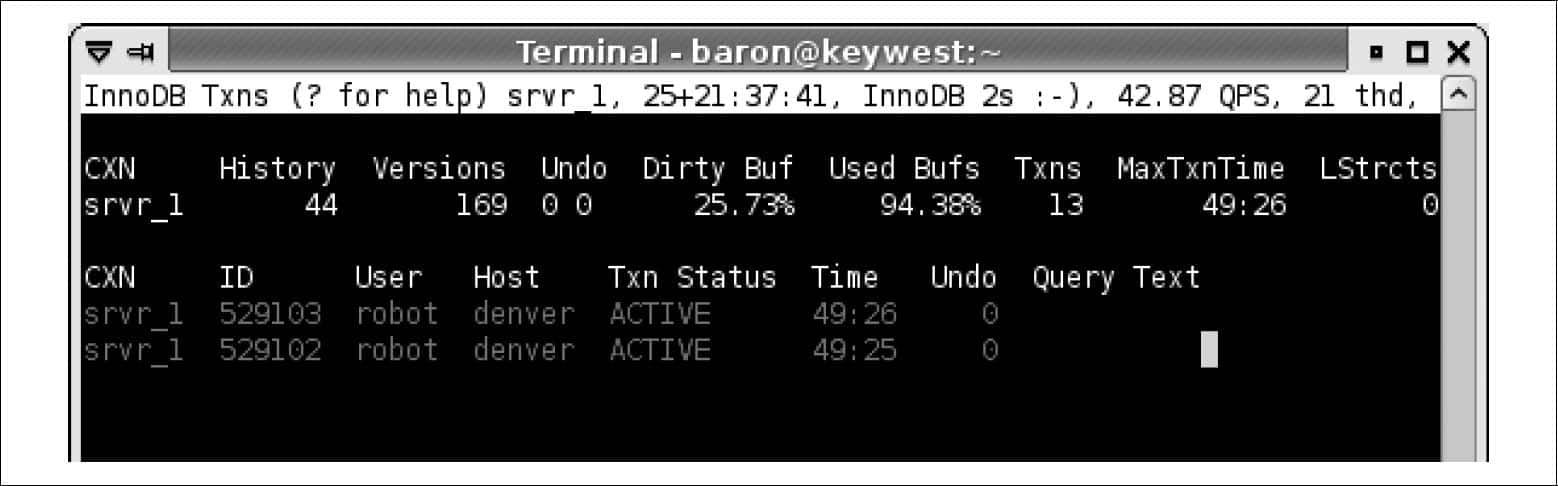 Terminal - baron@keywest:~
InnoDB Txns (? for help) srvr_1, 25+21:37:41, InnoDB 2s :-), 42.87 QPS, 21 thd,
CXN History Versions Undo Dirty Buf Used Bufs Txns MaxTxnTime LStrcts
srvr_1 44 169 0 0 25.73% 94.38% 13 49:26 0
CXN ID User Host Txn Status Time Undo Query Text
srvr_1 529103 robot denver ACTIVE 49:26 0
srvr_1 529102 robot denver ACTIVE 49:25 0